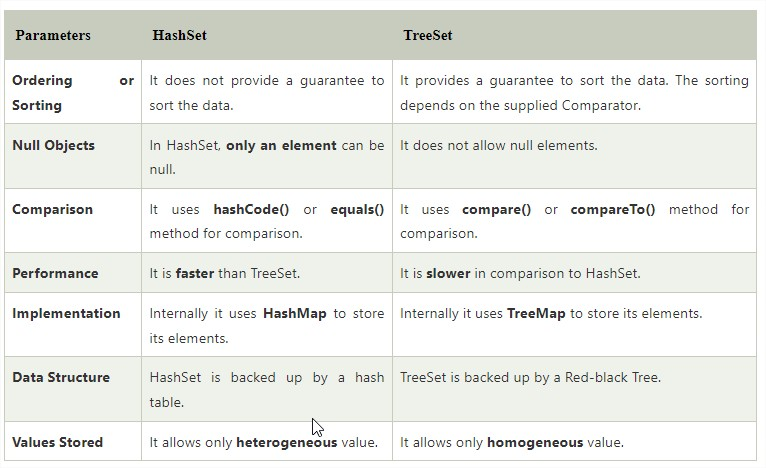 Parameters HashSet TreeSet
Ordering or It does not provide a guarantee to It provides a guarantee to sort the data. The sorting
Sorting sort the data. depends on the supplied Comparator.
Null Objects In HashSet, only an element can be It does not allow null elements.
null.
Comparison It uses hashCode() or equals() It uses compare() or compareTo() method for
method for comparison. comparison.
Performance It is faster than TreeSet. It is slower in comparison to HashSet.
Implementation Internally it uses HashMap to store Internally it uses TreeMap to store its elements.
its elements.
Data Structure HashSet is backed up by a hash TreeSet is backed up by a Red-black Tree.
table.
Values Stored It allows only heterogeneous value. It allows only homogeneous value.